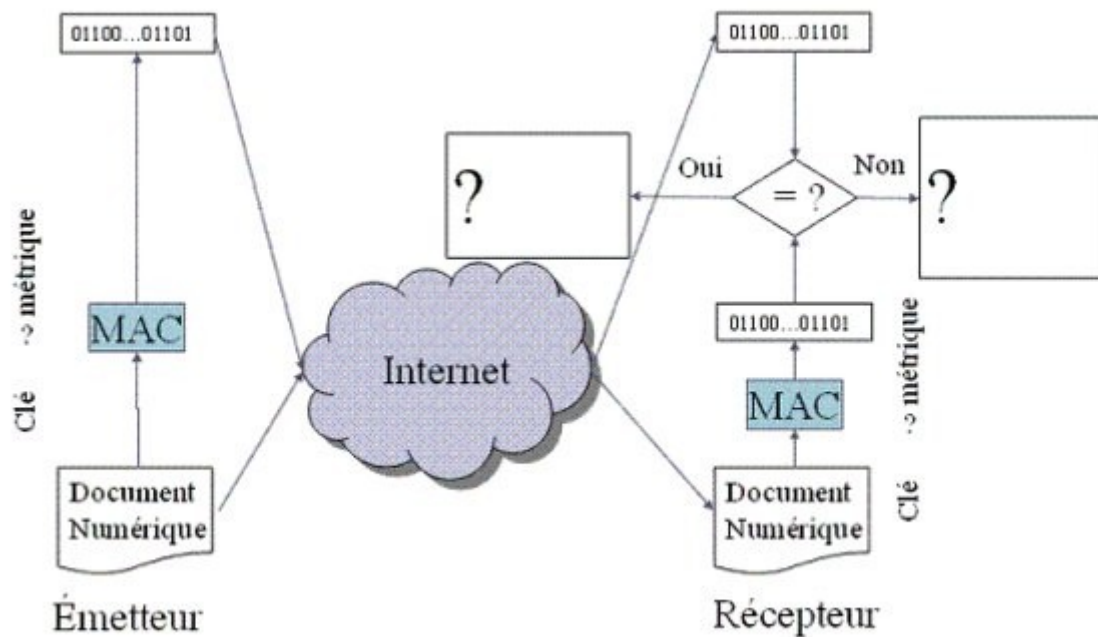 01100...01101
01100...01101
?
Oui
= ?
Non
?
Clé -> métrique
MAC
Internet
01100...01101
MAC
Clé -> métrique
Document
Numérique
Document
Numérique
Émetteur
Récepteur